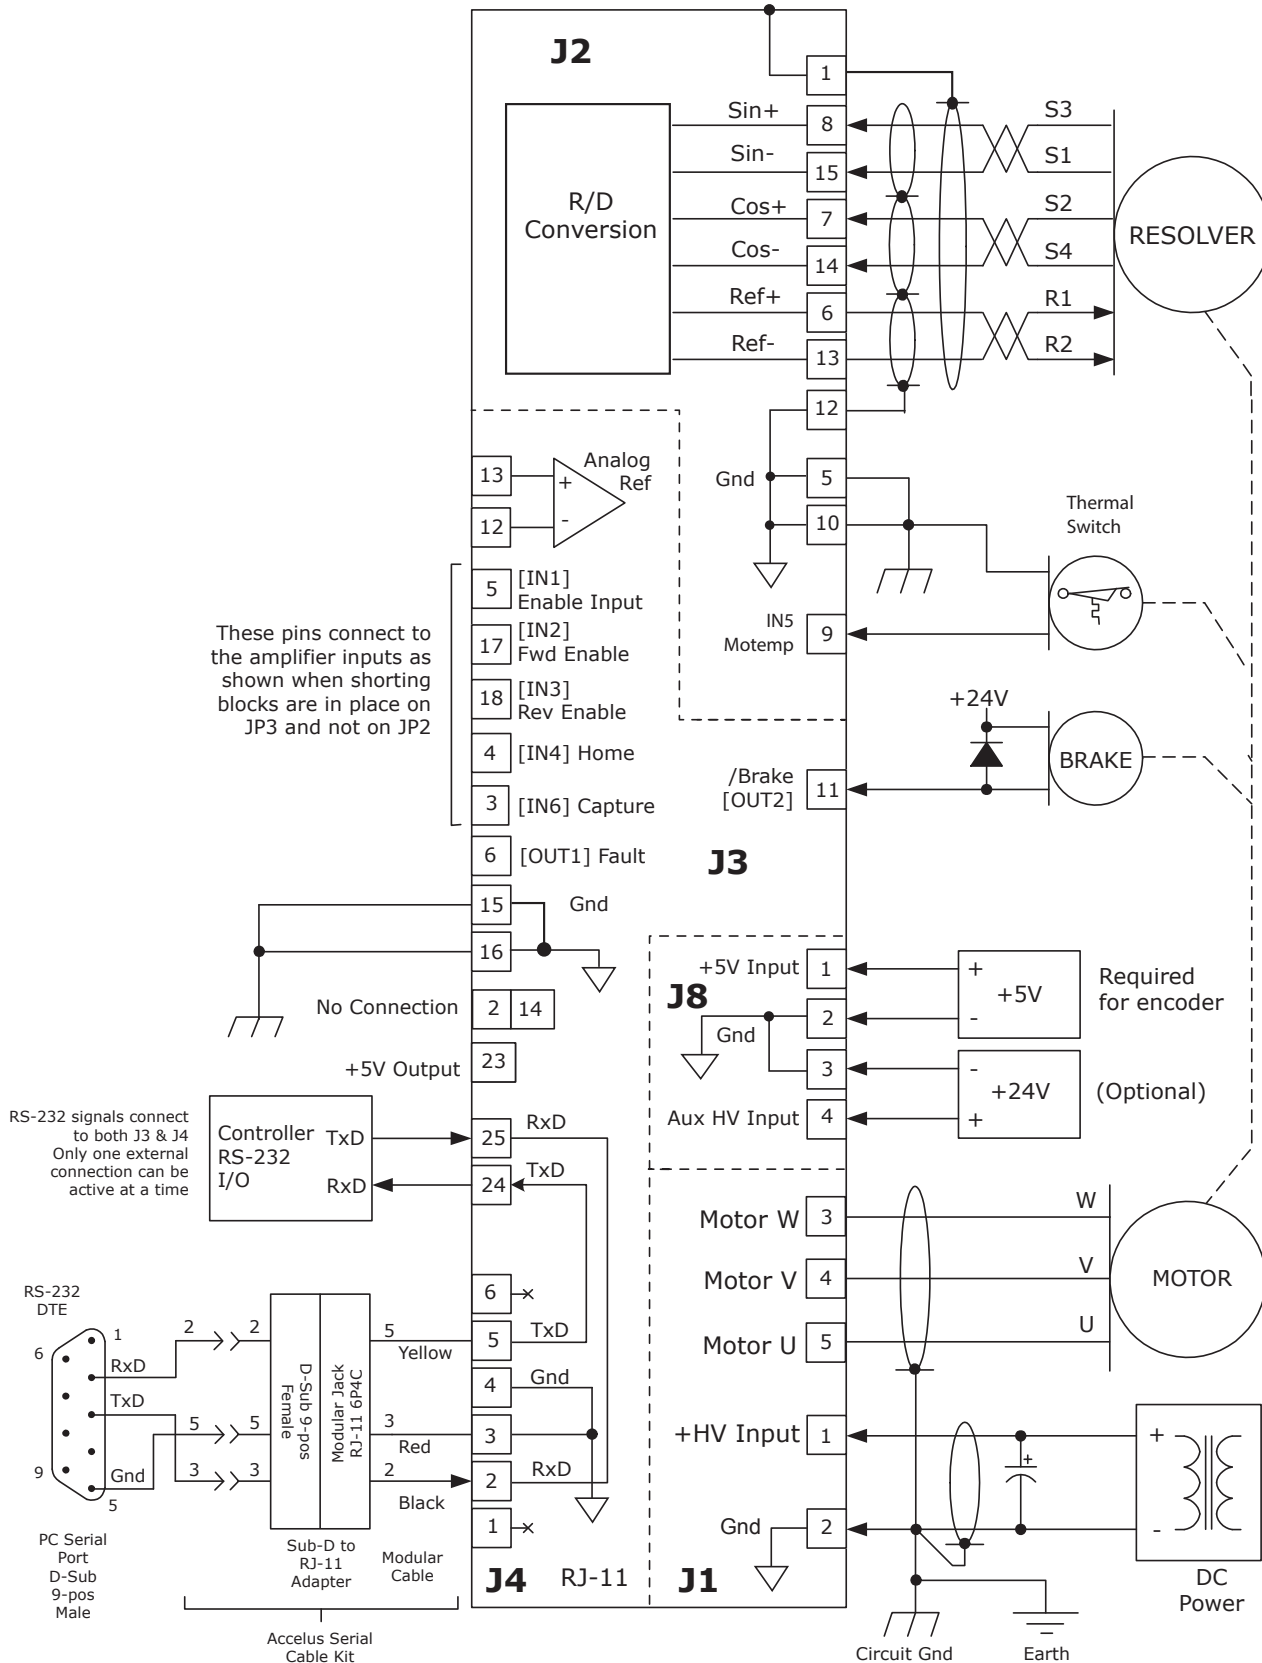 J2
1
R/D
Conversion
Sin+
8
S3
Sin-
15
S1
Cos+
7
S2
Cos-
14
S4
Ref+
6
R1
Ref-
13
R2
RESOLVER
12
Gnd
5
10
Thermal
Switch
IN5
Motemp
9
+24V
BRAKE
/Brake
[OUT2]
11
13
12
+
-
Analog
Ref
These pins connect to
the amplifier inputs as
shown when shorting
blocks are in place on
JP3 and not on JP2
5
[IN1]
Enable Input
17
[IN2]
Fwd Enable
18
[IN3]
Rev Enable
4
[IN4] Home
3
[IN6] Capture
6
[OUT1] Fault
J3
15
Gnd
16
No Connection
2
14
+5V Output
23
J8
+5V Input
1
+
+5V
-
Required
for encoder
2
Gnd
3
-
+24V
+
(Optional)
Aux HV Input
4
RS-232 signals connect
to both J3 & J4
Only one external
connection can be
active at a time
Controller
RS-232
I/O
TxD
RxD
25
RxD
24
TxD
Motor W
3
W
Motor V
4
V
Motor U
5
U
MOTOR
RS-232
DTE
1
6
RxD
TxD
9
Gnd
5
2
2
5
5
3
3
D-Sub 9-pos
Female
Modular Jack
RJ-11 6P4C
5
Yellow
3
Red
2
Black
6
5
TxD
4
Gnd
3
2
RxD
1
+HV Input
1
+
+
-
DC
Power
Gnd
2
PC Serial
Port
D-Sub
9-pos
Male
Sub-D to
RJ-11
Adapter
Modular
Cable
J4
RJ-11
J1
Accelus Serial
Cable Kit
Circuit Gnd
Earth